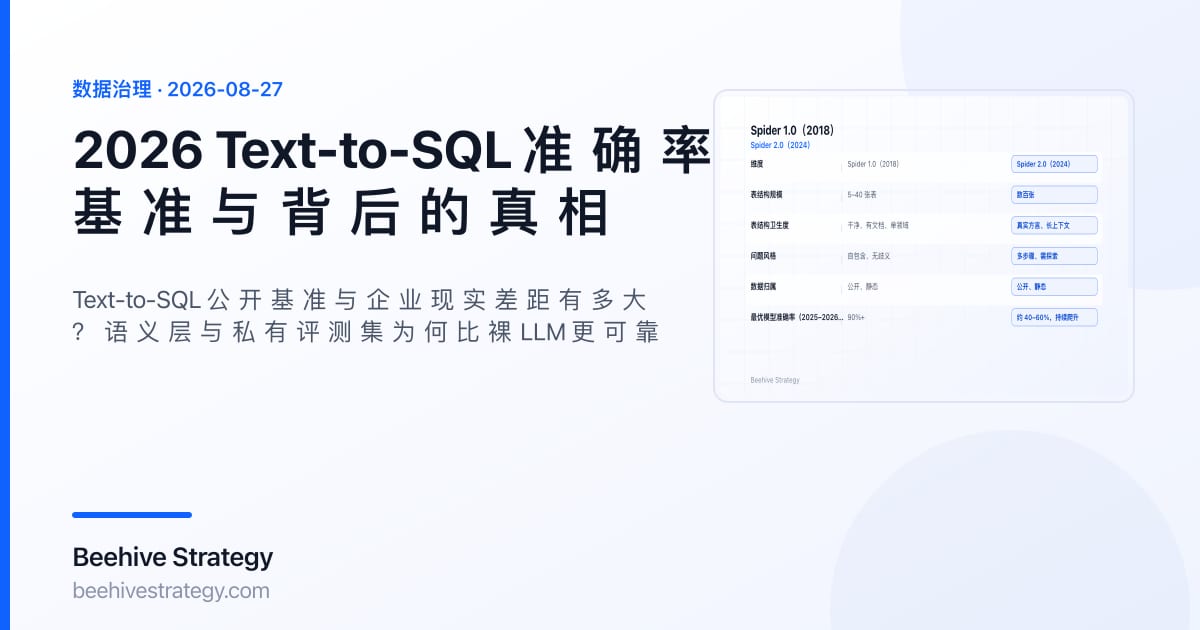 数据治理 · 2026-08-27
2026 Text-to-SQL 准确率
基准与背后的真相
Text-to-SQL 公开基准与企业现实差距有多大
? 语义层与私有评测集为何比裸 LLM 更可靠
Beehive Strategy
beehivestrategy.com
Spider 1.0（2018）
Spider 2.0（2024）
维度 Spider 1.0（2018） Spider 2.0（2024）
表结构规模 5–40 张表 数百张
表结构卫生度 干净、有文档、单领域 真实方言、长上下文
问题风格 自包含、无歧义 多步骤、需探索
数据归属 公开、静态 公开、静态
最优模型准确率（2025–2026… 90%+ 约 40–60%，持续爬升
Beehive Strategy